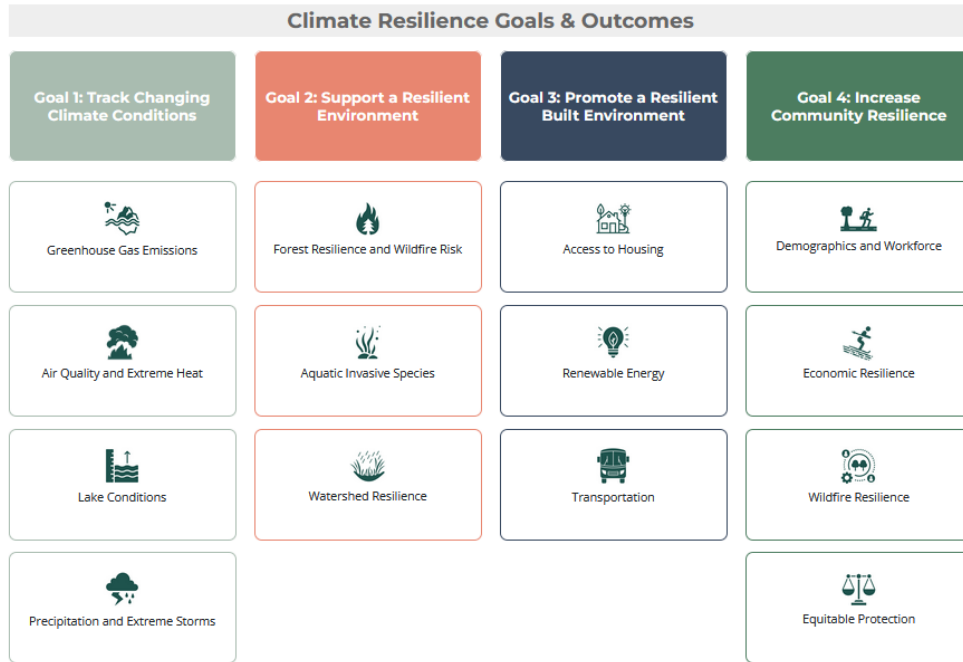 Climate Resilience Goals & Outcomes
Goal 1: Track Changing
Climate Conditions
Greenhouse Gas Emissions
Air Quality and Extreme Heat
Lake Conditions
Precipitation and Extreme Storms
Goal 2: Support a Resilient
Environment
Forest Resilience and Wildfire Risk
Aquatic Invasive Species
Watershed Resilience
Goal 3: Promote a Resilient
Built Environment
Access to Housing
Renewable Energy
Transportation
Goal 4: Increase
Community Resilience
Demographics and Workforce
Economic Resilience
Wildfire Resilience
Equitable Protection